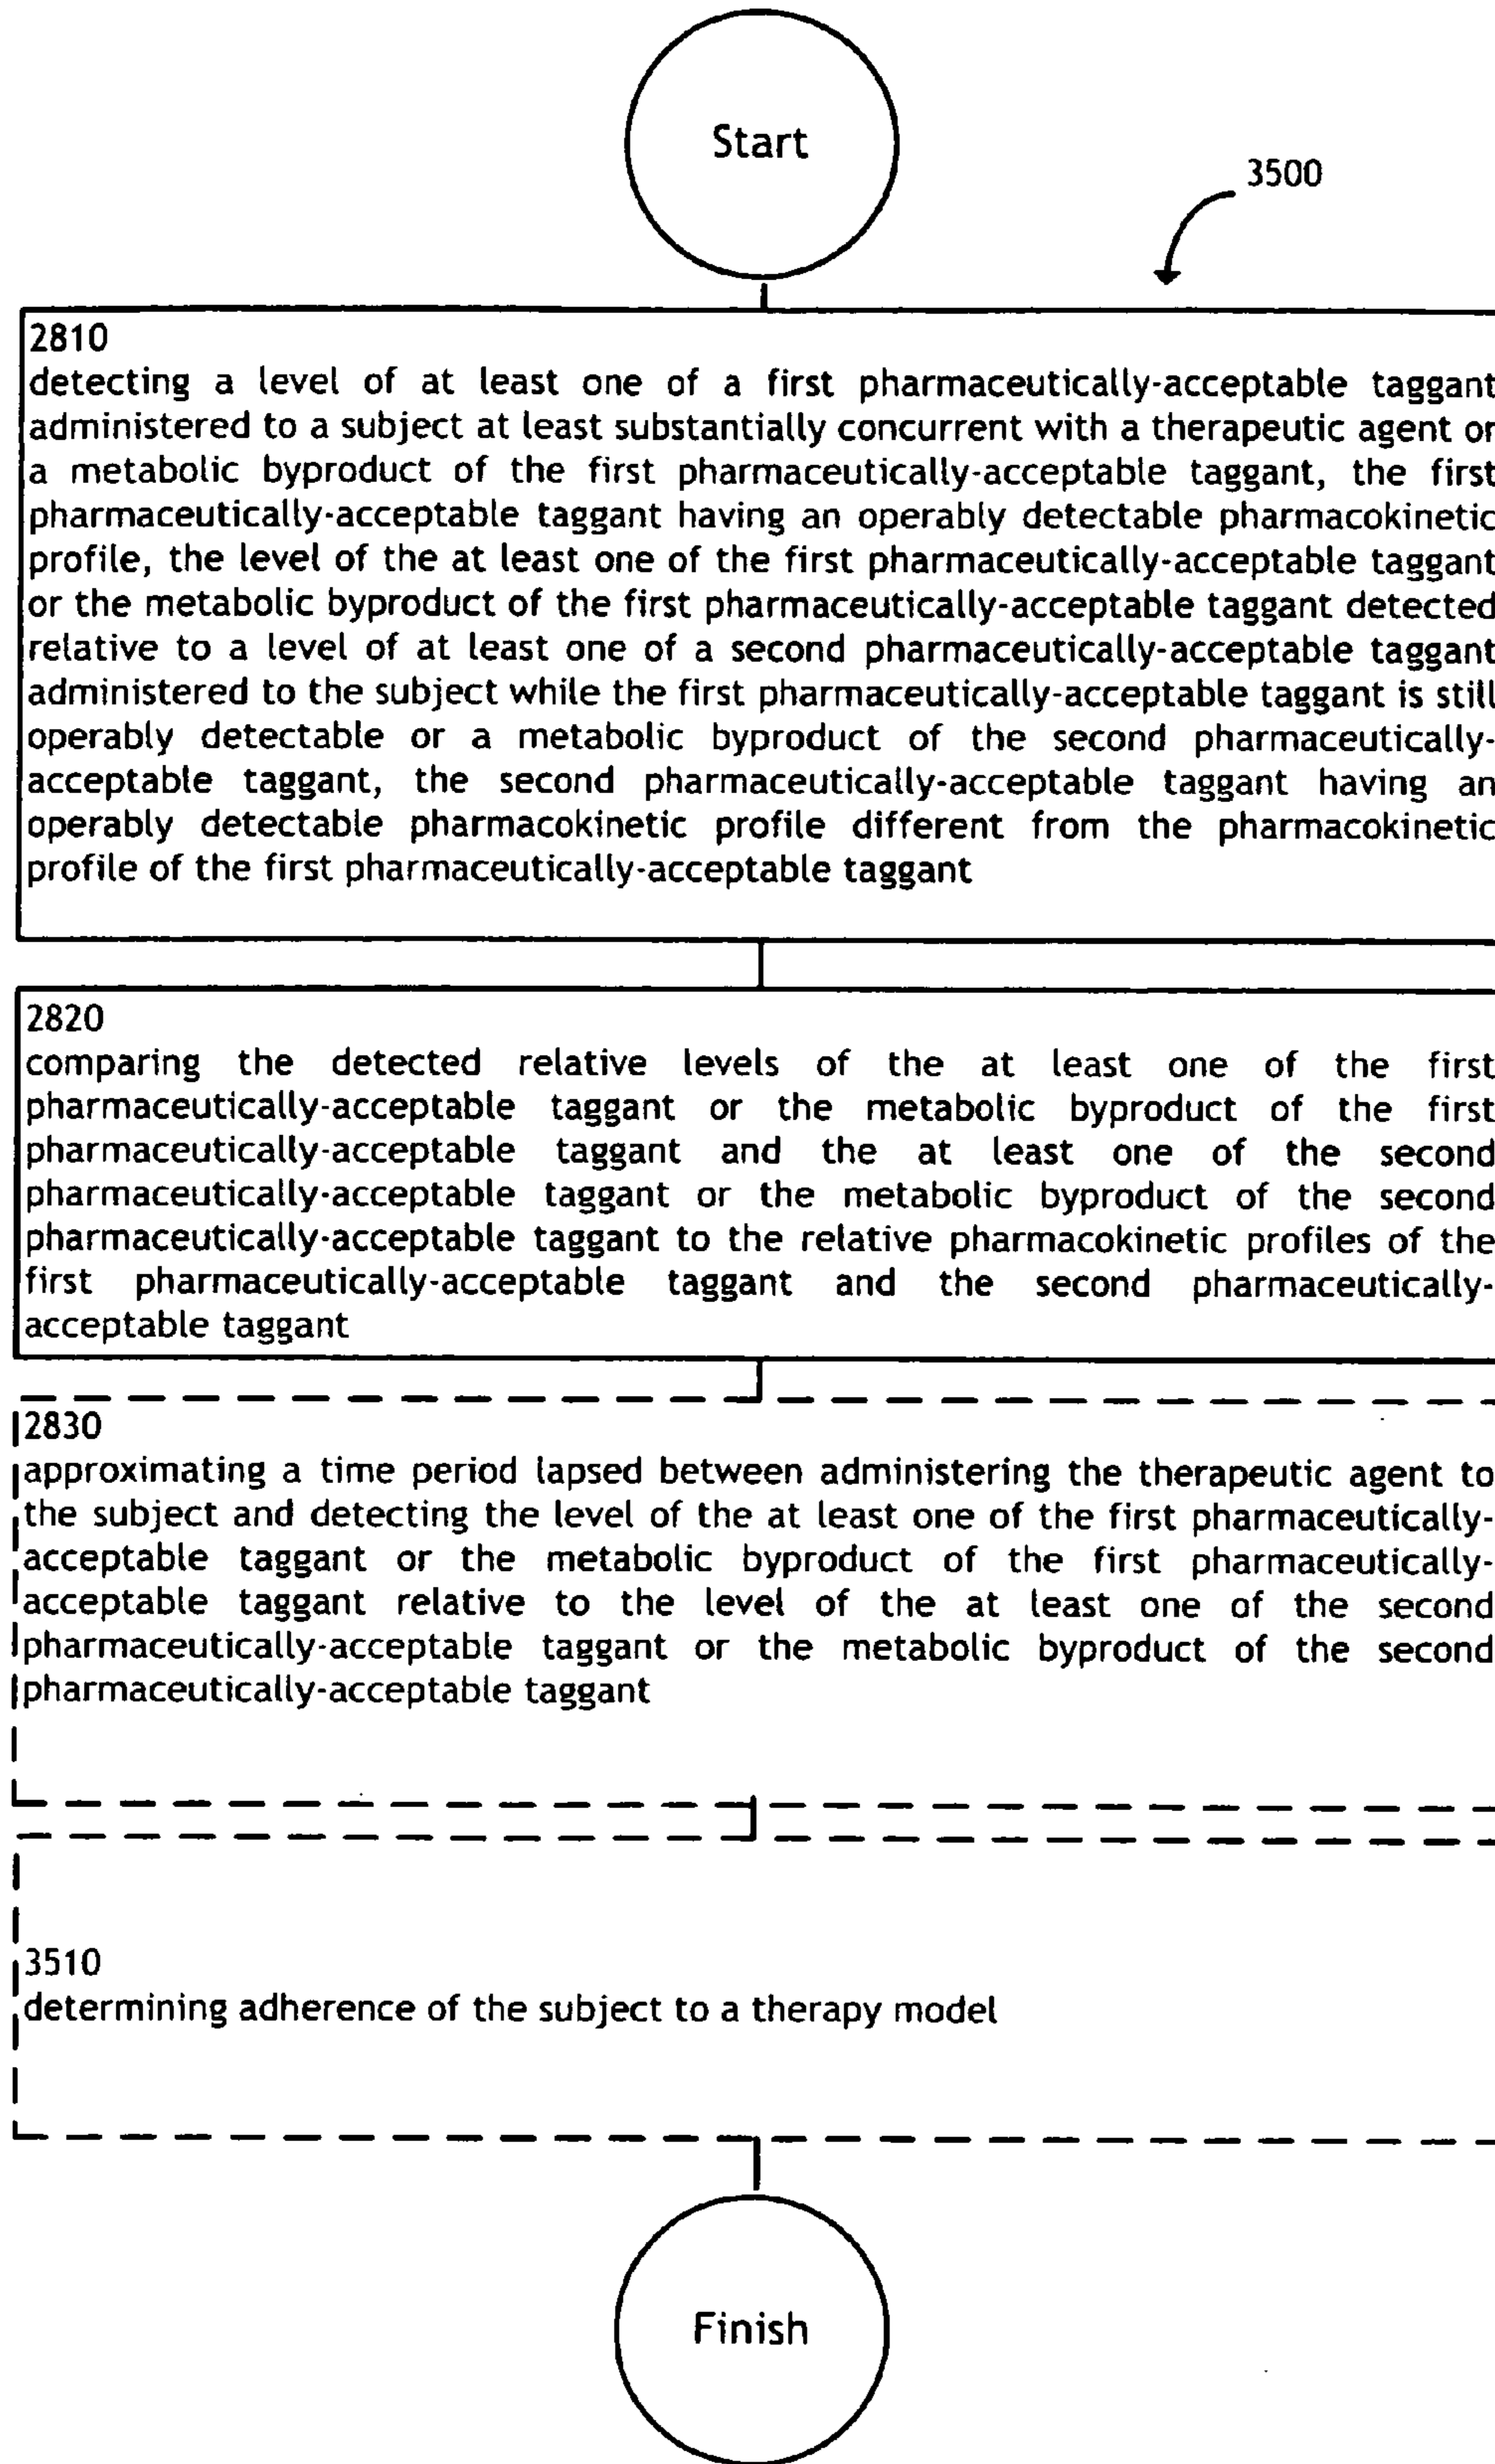 Start
3500
2810
detecting a level of at least one of a first pharmaceutically-acceptable taggant
administered to a subject at least substantially concurrent with a therapeutic agent or
a metabolic byproduct of the first pharmaceutically-acceptable taggant, the first
pharmaceutically-acceptable taggant having an operably detectable pharmacokinetic
profile, the level of the at least one of the first pharmaceutically-acceptable taggant
or the metabolic byproduct of the first pharmaceutically-acceptable taggant detected
relative to a level of at least one of a second pharmaceutically-acceptable taggant
administered to the subject while the first pharmaceutically-acceptable taggant is still
operably detectable or a metabolic byproduct of the second pharmaceutically-
acceptable taggant, the second pharmaceutically-acceptable taggant having an
operably detectable pharmacokinetic profile different from the pharmacokinetic
profile of the first pharmaceutically-acceptable taggant
2820
comparing the detected relative levels of the at least one of the first
pharmaceutically-acceptable taggant or the metabolic byproduct of the first
pharmaceutically-acceptable taggant and the at least one of the second
pharmaceutically-acceptable taggant or the metabolic byproduct of the second
pharmaceutically-acceptable taggant to the relative pharmacokinetic profiles of the
first pharmaceutically-acceptable taggant and the second pharmaceutically-
acceptable taggant
2830
approximating a time period lapsed between administering the therapeutic agent to
the subject and detecting the level of the at least one of the first pharmaceutically-
acceptable taggant or the metabolic byproduct of the first pharmaceutically-
acceptable taggant relative to the level of the at least one of the second
pharmaceutically-acceptable taggant or the metabolic byproduct of the second
pharmaceutically-acceptable taggant
3510
determining adherence of the subject to a therapy model
Finish